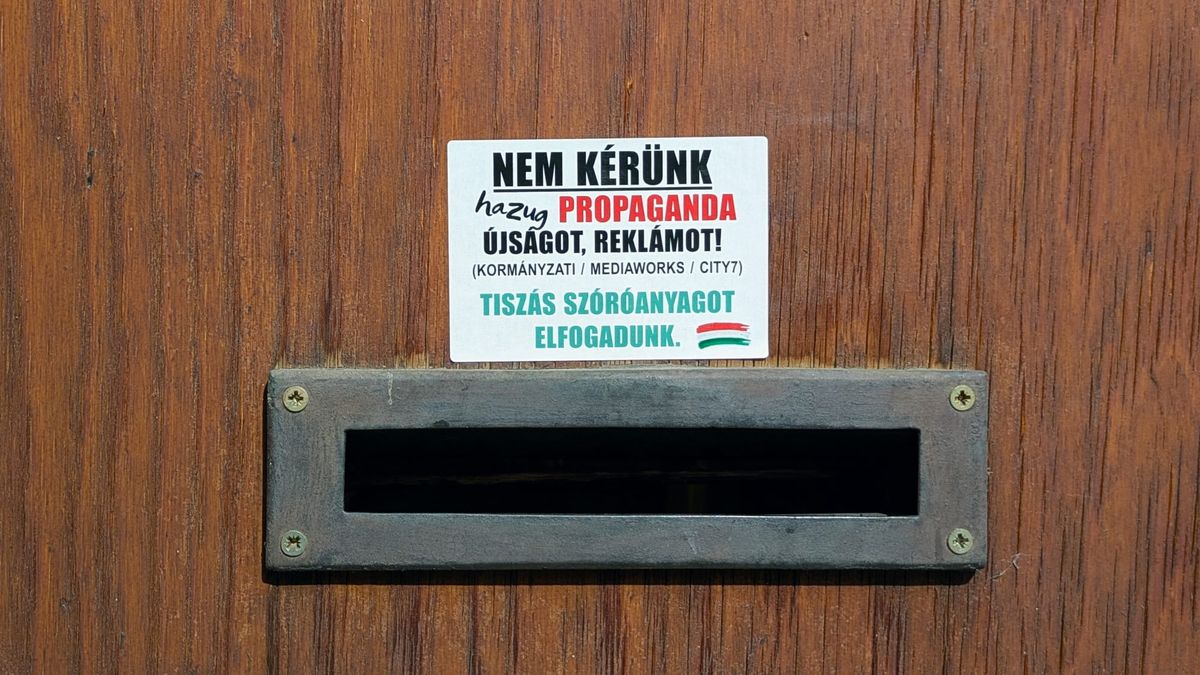 NEM KÉRÜNK
hazug PROPAGANDA
ÚJSÁGOT, REKLÁMOT!
(KORMÁNYZATI / MEDIAWORKS / CITY7)
TISZÁS SZÓRÓANYAGOT
ELFOGADUNK.